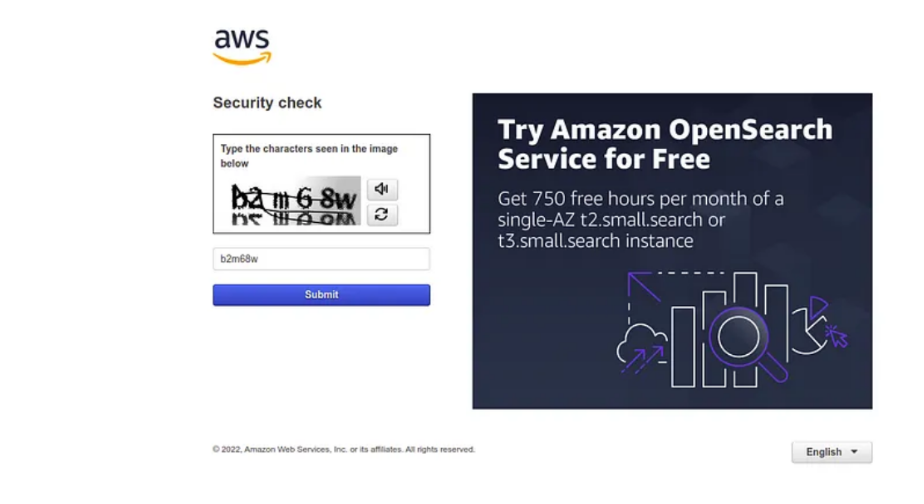 aws
Security check
Type the characters seen in the image
below
b2m68w
b2m68w
Submit
Try Amazon OpenSearch
Service for Free
Get 750 free hours per month of a
single-AZ t2.small.search or
t3.small.search instance
© 2022, Amazon Web Services, Inc. or its affiliates. All rights reserved.
English